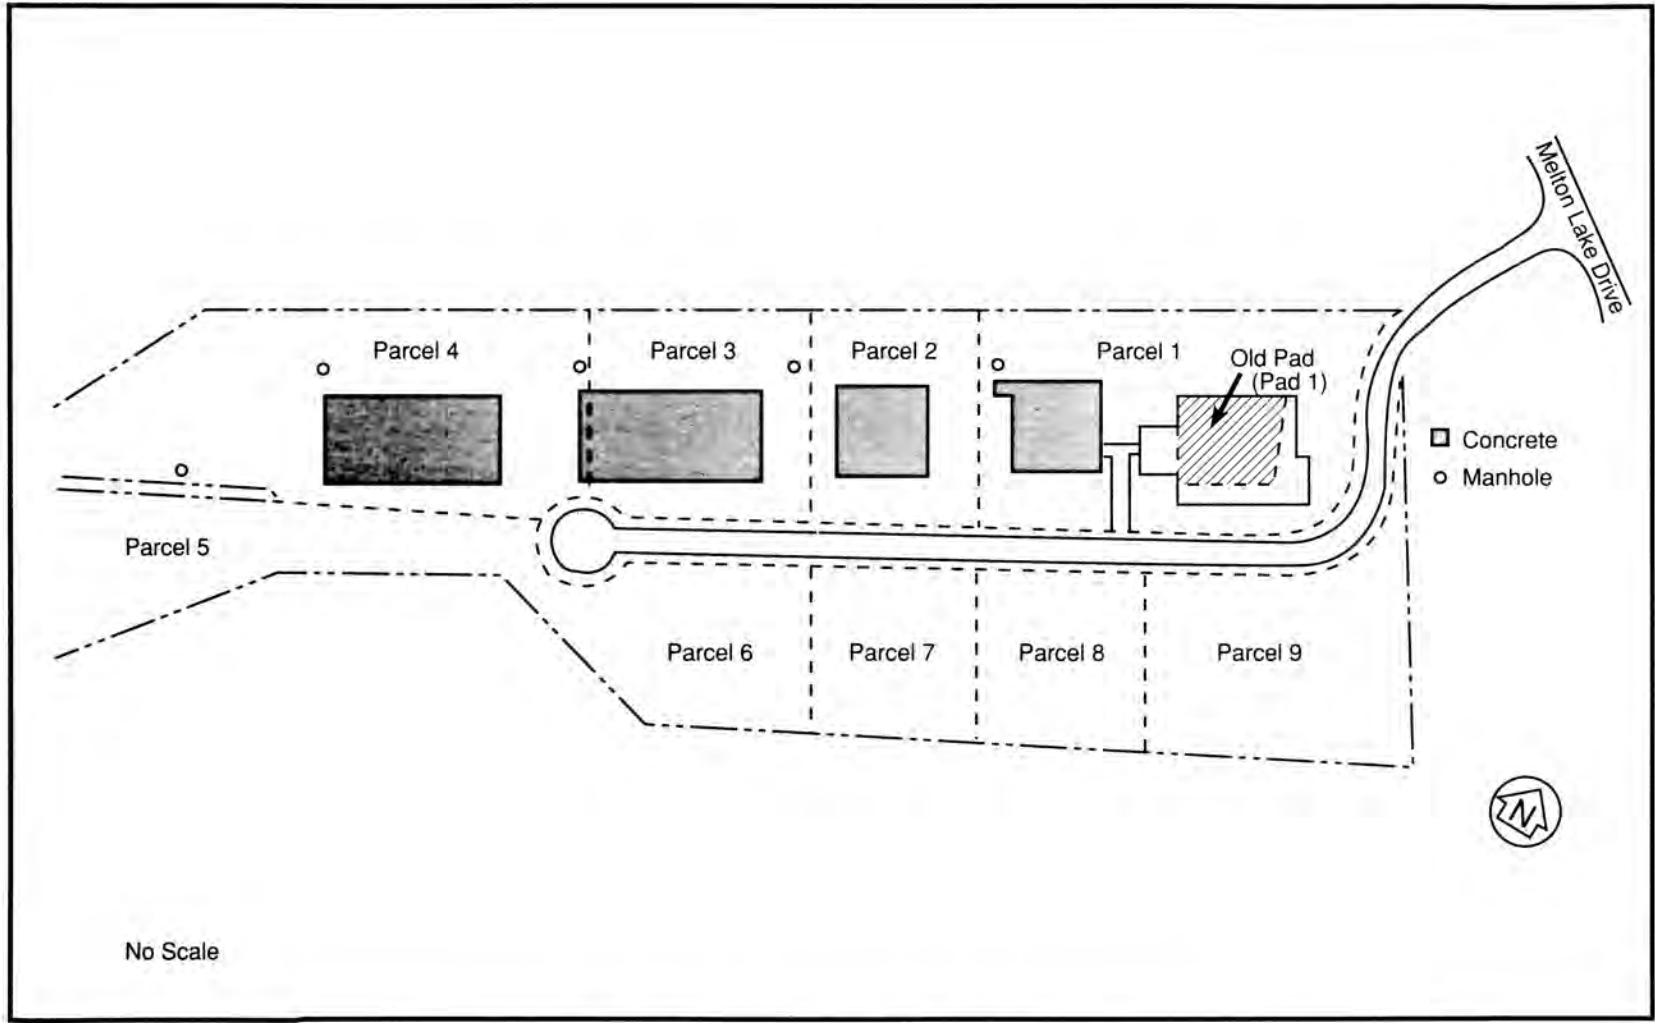 Melton Lake Drive
Parcel 4
Parcel 3
Parcel 2
Parcel 1
Old Pad
(Pad 1)
Concrete
Manhole
Parcel 5
Parcel 6
Parcel 7
Parcel 8
Parcel 9
N
No Scale